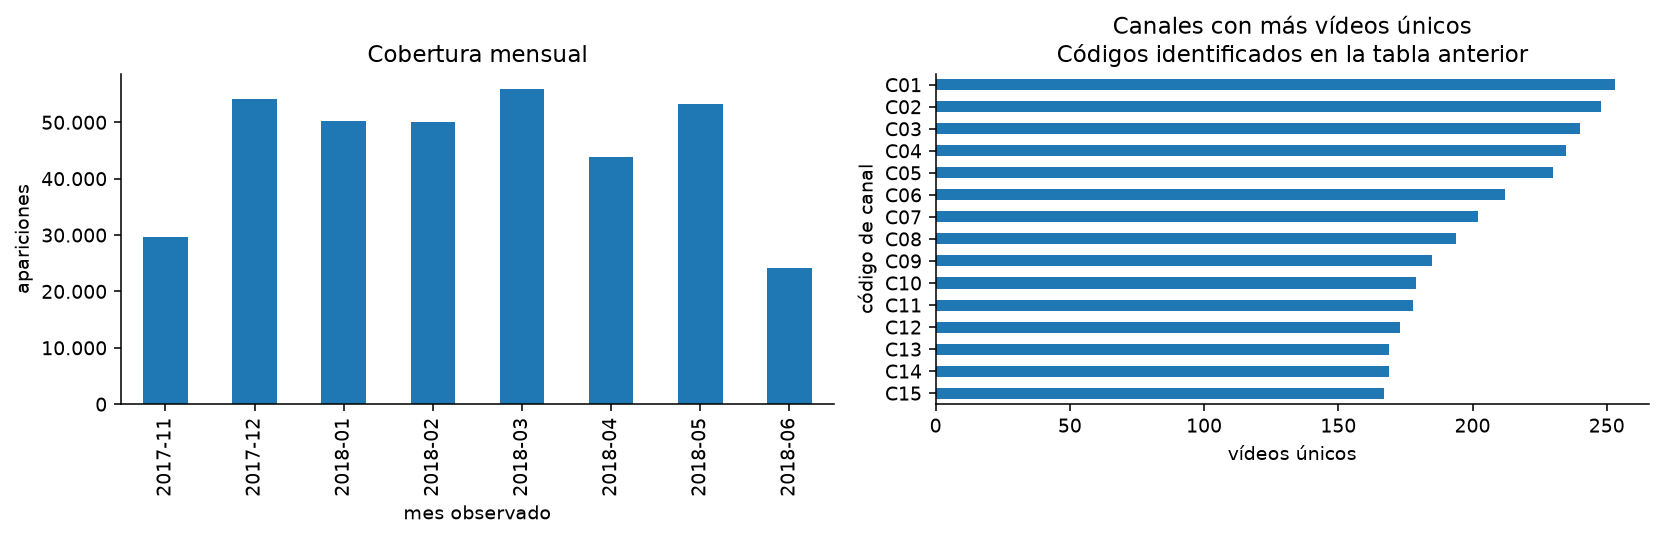 Cobertura mensual
apariciones
50.000
40.000
30.000
20.000
10.000
0
2017-11
2017-12
2018-01
2018-02
2018-03
2018-04
2018-05
2018-06
mes observado
Canales con más vídeos únicos
Códigos identificados en la tabla anterior
código de canal
C01
C02
C03
C04
C05
C06
C07
C08
C09
C10
C11
C12
C13
C14
C15
0
50
100
150
200
250
vídeos únicos